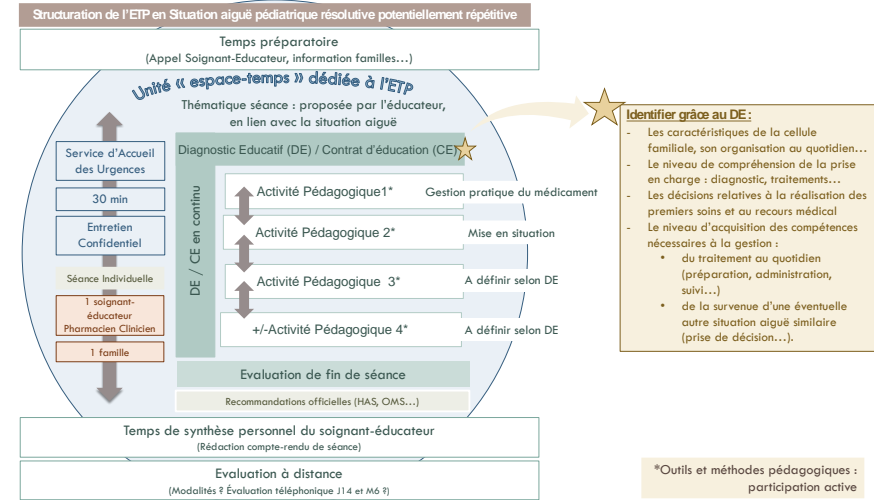 Structuration de l'ETP en Situation aiguë pédiatrique résolutive potentiellement répétitive
Temps préparatoire
(Appel Soignant-Educateur, information familles...)
Unité « espace-temps » dédiée à l'ETP
Thématique séance : proposée par l'éducateur,
en lien avec la situation aiguë
Service d'Accueil
des Urgences
30 min
Entretien
Confidentiel
Séance Individuelle
1 soignant-
éducateur
Pharmacien Clinicien
1 famille
Diagnostic Educatif (DE) / Contrat d'éducation (CE)
DE / CE en continu
Activité Pédagogique1*
Gestion pratique du médicament
Activité Pédagogique 2*
Mise en situation
Activité Pédagogique 3*
A définir selon DE
+/-Activité Pédagogique 4*
A définir selon DE
Evaluation de fin de séance
Recommandations officielles (HAS, OMS...)
Temps de synthèse personnel du soignant-éducateur
(Rédaction compte-rendu de séance)
Evaluation à distance
(Modalités ? Évaluation téléphonique J14 et M6 ?)
Identifier grâce au DE :
- Les caractéristiques de la cellule
familiale, son organisation au quotidien...
- Le niveau de compréhension de la prise
en charge : diagnostic, traitements...
- Les décisions relatives à la réalisation des
premiers soins et au recours médical
- Le niveau d'acquisition des compétences
nécessaires à la gestion :
• du traitement au quotidien
(préparation, administration,
suivi...)
• de la survenue d'une éventuelle
autre situation aiguë similaire
(prise de décision...).
*Outils et méthodes pédagogiques :
participation active